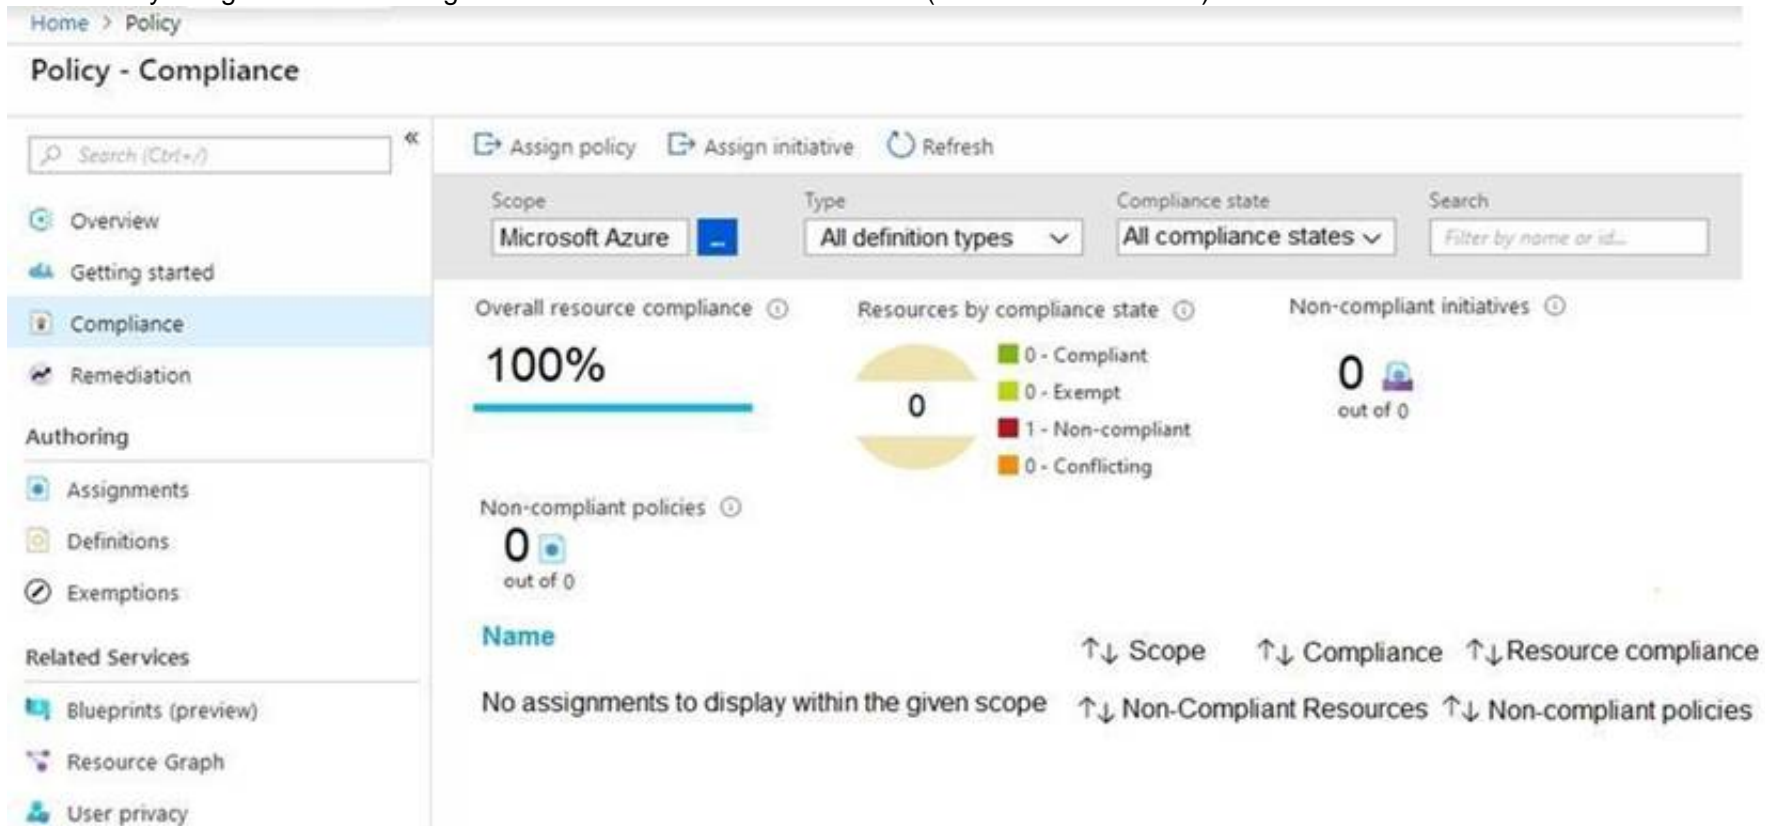 Home > Policy
Policy - Compliance
Search (Ctrl+/)
«
Assign policy Assign initiative Refresh
Overview
Getting started
Compliance
Remediation
Authoring
Assignments
Definitions
Exemptions
Related Services
Blueprints (preview)
Resource Graph
User privacy
Scope Type Compliance state Search
Microsoft Azure ... All definition types All compliance states Filter by name or id...
Overall resource compliance
100%
Resources by compliance state
0
0 - Compliant
0 - Exempt
1 - Non-compliant
0 - Conflicting
Non-compliant initiatives
0
out of 0
Non-compliant policies
0
out of 0
Name ↑↓ Scope ↑↓ Compliance ↑↓ Resource compliance
No assignments to display within the given scope ↑↓ Non-Compliant Resources ↑↓ Non-compliant policies